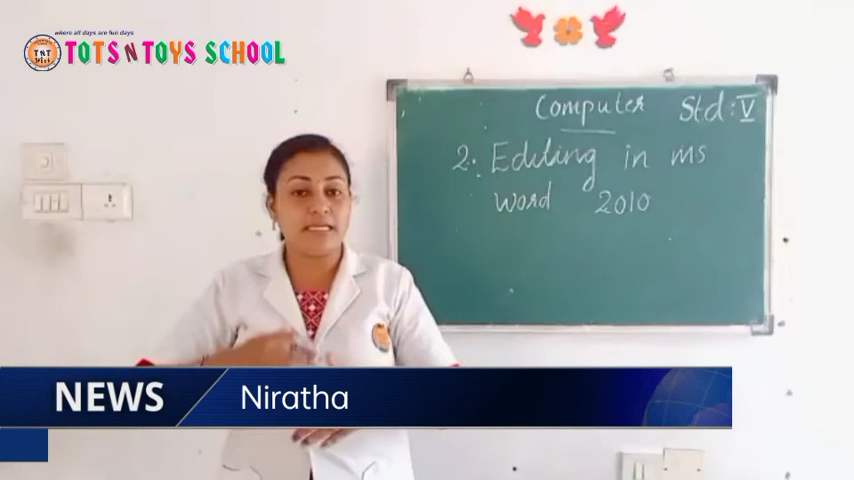 where all days are fun days
TOTS N TOYS SCHOOL
TNT
Computer Std: V
2. Editing in ms
word 2010
NEWS Niratha